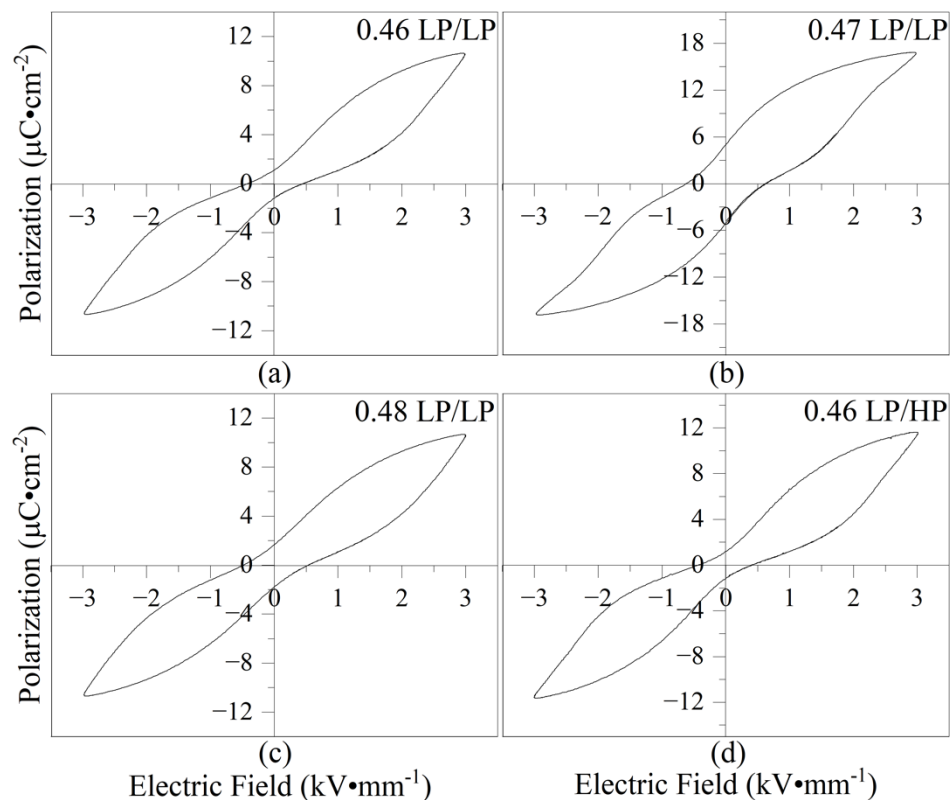 0.46 LP/LP
12
8
4
0
−4
−8
−12
−3 −2 −1 0 1 2 3
Polarization (μC•cm-2)
(a)
0.47 LP/LP
18
12
6
0
−6
−12
−18
−3 −2 −1 0 1 2 3
(b)
0.48 LP/LP
12
8
4
0
−4
−8
−12
−3 −2 −1 0 1 2 3
Polarization (μC•cm-2)
(c)
Electric Field (kV•mm-1)
0.46 LP/HP
12
8
4
0
−4
−8
−12
−3 −2 −1 0 1 2 3
(d)
Electric Field (kV•mm-1)